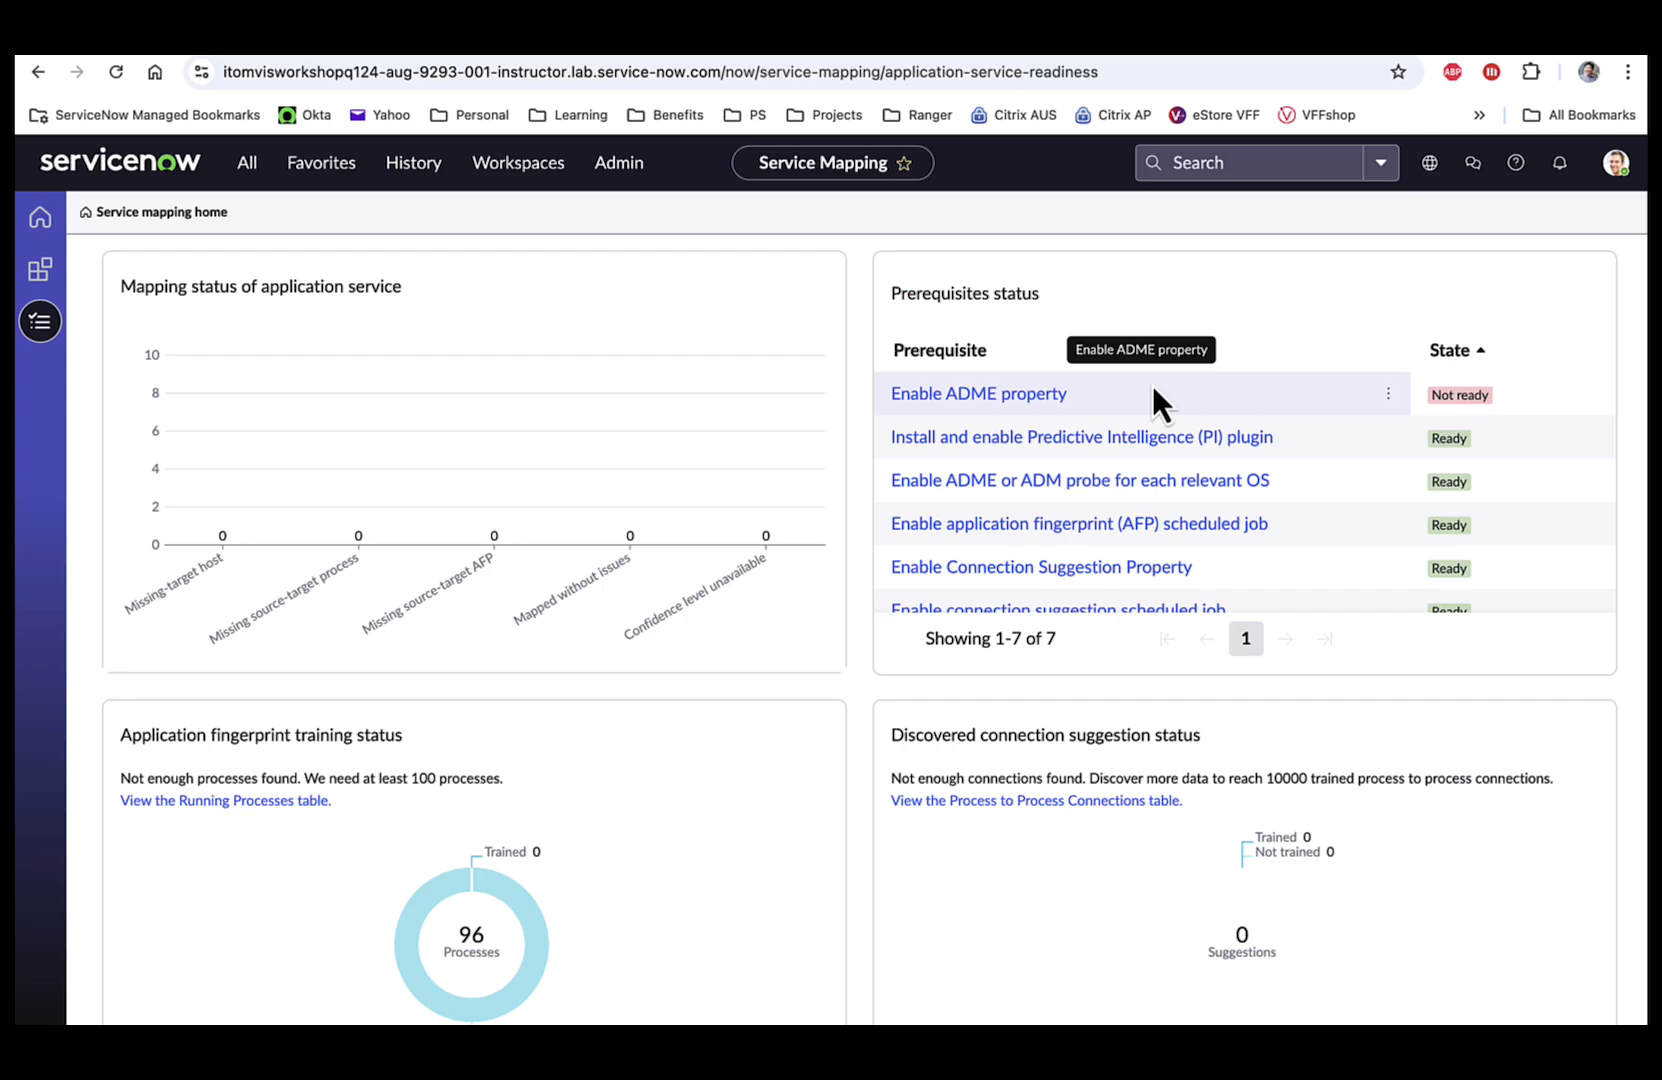 itomvisworkshopq124-aug-9293-001-instructor.lab.service-now.com/now/service-mapping/application-service-readiness
ABP
ServiceNow Managed Bookmarks
Okta
Yahoo
Personal
Learning
Benefits
PS
Projects
Ranger
Citrix AUS
Citrix AP
eStore VFF
VFFshop
All Bookmarks
servicenow
All
Favorites
History
Workspaces
Admin
Service Mapping
Search
Service mapping home
Mapping status of application service
10
8
6
4
2
0
0
0
0
0
0
Missing-target host
Missing source-target process
Missing source-target AFP
Mapped without issues
Confidence level unavailable
Prerequisites status
Prerequisite
Enable ADME property
State
Enable ADME property
Not ready
Install and enable Predictive Intelligence (PI) plugin
Ready
Enable ADME or ADM probe for each relevant OS
Ready
Enable application fingerprint (AFP) scheduled job
Ready
Enable Connection Suggestion Property
Ready
Enable connection suggestion scheduled job
Ready
Showing 1-7 of 7
1
Application fingerprint training status
Not enough processes found. We need at least 100 processes.
View the Running Processes table.
Trained 0
96
Processes
Discovered connection suggestion status
Not enough connections found. Discover more data to reach 10000 trained process to process connections.
View the Process to Process Connections table.
Trained 0
Not trained 0
0
Suggestions